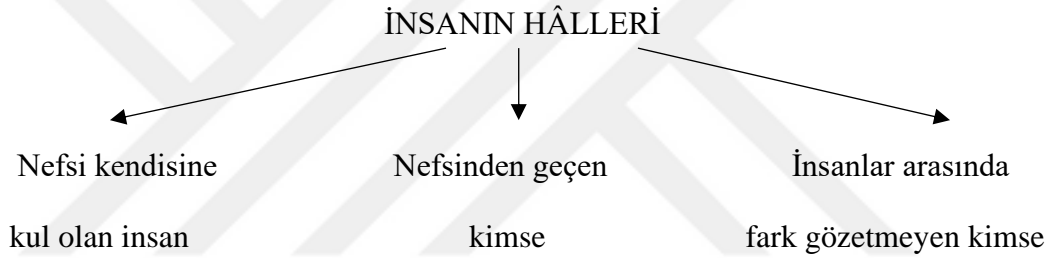 İNSANIN HÂLLERİ
Nefsi kendisine
kul olan insan
Nefsinden geçen
kimse
İnsanlar arasında
fark gözetmeyen kimse